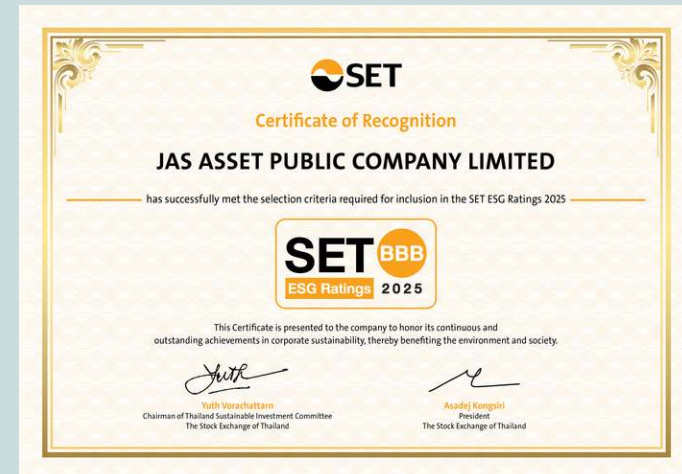 SET
Certificate of Recognition
JAS ASSET PUBLIC COMPANY LIMITED
has successfully met the selection criteria required for inclusion in the SET ESG Ratings 2025
SET BBB
ESG Ratings 2025
This Certificate is presented to the company to honor its continuous and
outstanding achievements in corporate sustainability, thereby benefiting the environment and society.
Yuth Vorachattarn
Chairman of Thailand Sustainable Investment Committee
The Stock Exchange of Thailand
Asadej Kongsiri
President
The Stock Exchange of Thailand